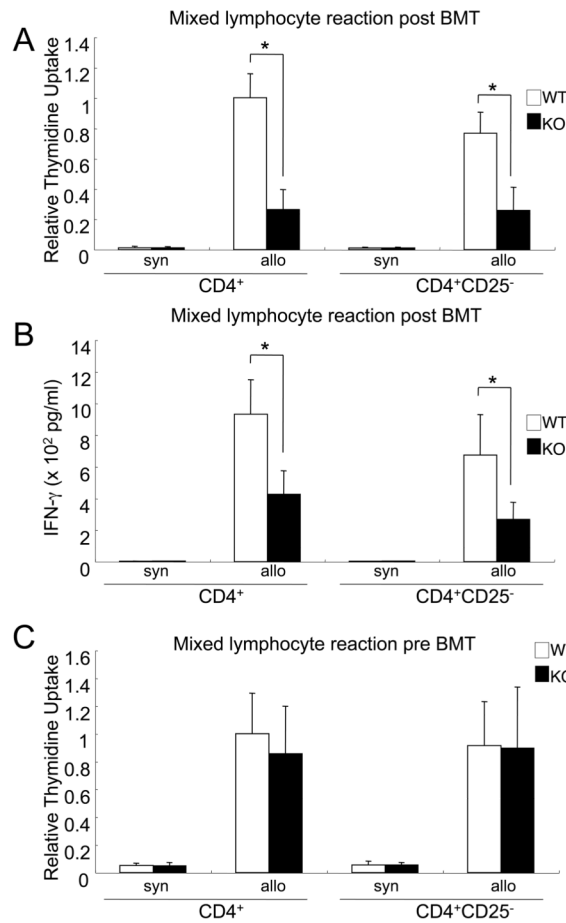 A
Mixed lymphocyte reaction post BMT
Relative Thymidine Uptake
1.4
1.2
1
0.8
0.6
0.4
0.2
0
*
*
WT
KO
syn
allo
syn
allo
CD4⁺
CD4⁺CD25⁻
B
Mixed lymphocyte reaction post BMT
IFN-γ (x 10² pg/ml)
14
12
10
8
6
4
2
0
*
*
WT
KO
syn
allo
syn
allo
CD4⁺
CD4⁺CD25⁻
C
Mixed lymphocyte reaction pre BMT
Relative Thymidine Uptake
1.6
1.4
1.2
1
0.8
0.6
0.4
0.2
0
W
KO
syn
allo
syn
allo
CD4⁺
CD4⁺CD25⁻